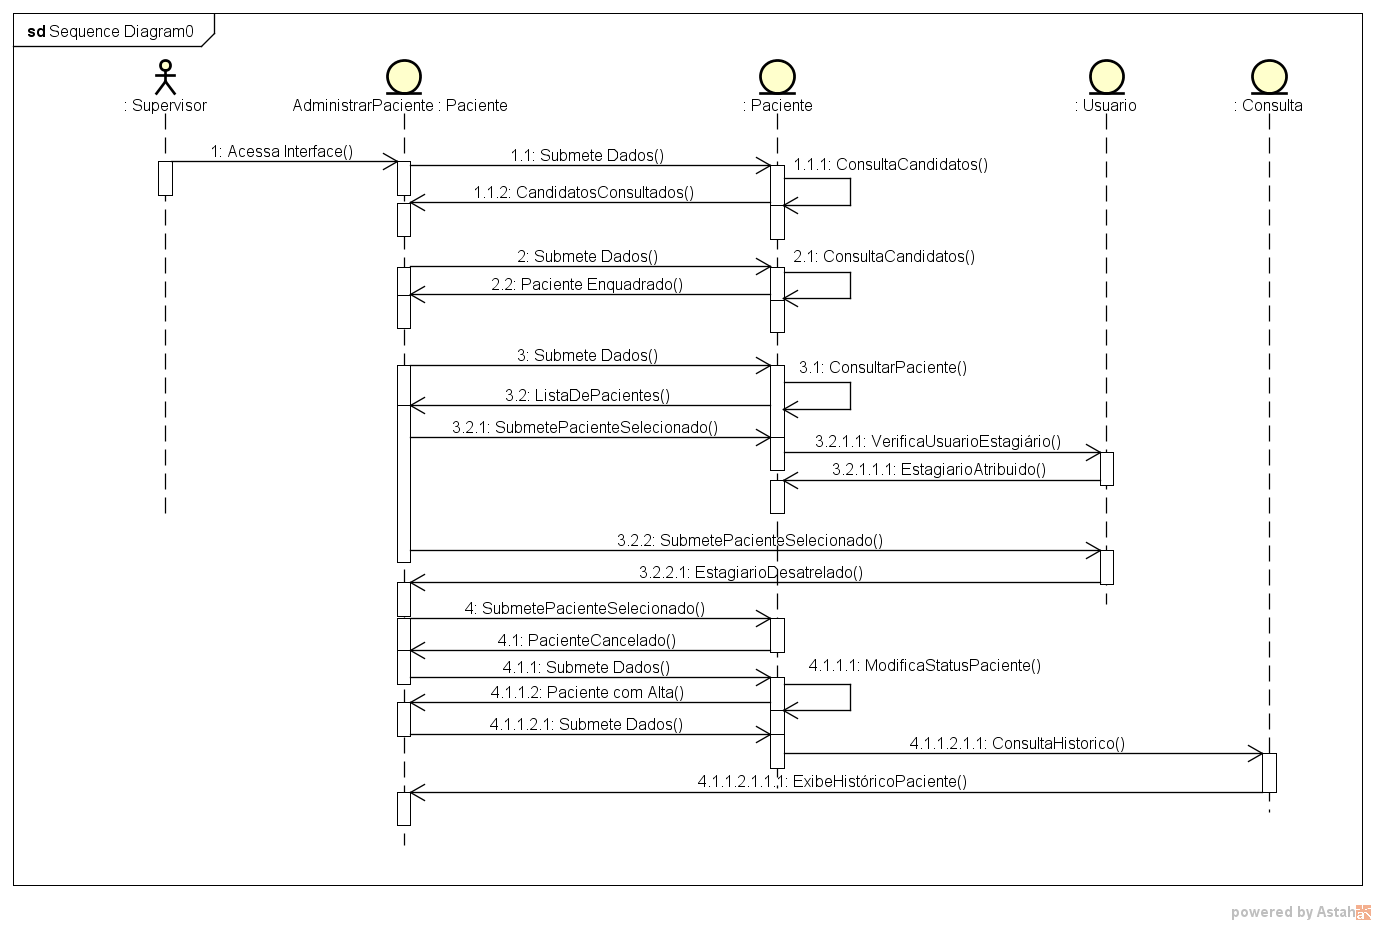 sd Sequence Diagram0
: Supervisor
AdministrarPaciente : Paciente
: Paciente
: Usuario
: Consulta
1: Acessa Interface()
1.1: Submete Dados()
1.1.1: ConsultaCandidatos()
1.1.2: CandidatosConsultados()
2: Submete Dados()
2.1: ConsultaCandidatos()
2.2: Paciente Enquadrado()
3: Submete Dados()
3.1: ConsultarPaciente()
3.2: ListaDePacientes()
3.2.1: SubmetePacienteSelecionado()
3.2.1.1: VerificaUsuarioEstagiário()
3.2.1.1.1: EstagiarioAtribuido()
3.2.2: SubmetePacienteSelecionado()
3.2.2.1: EstagiarioDesatrelado()
4: SubmetePacienteSelecionado()
4.1: PacienteCancelado()
4.1.1: Submete Dados()
4.1.1.1: ModificaStatusPaciente()
4.1.1.2: Paciente com Alta()
4.1.1.2.1: Submete Dados()
4.1.1.2.1.1: ConsultaHistorico()
4.1.1.2.1.1.1: ExibeHistóricoPaciente()
powered by Astah